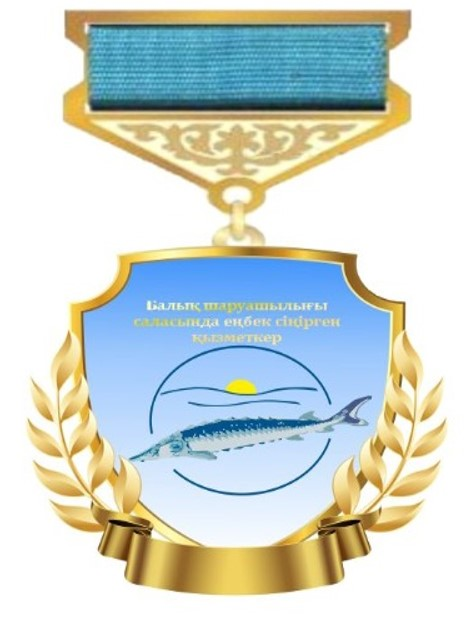 Балық шаруашылығы
саласында еңбек сіңірген
қызметкер